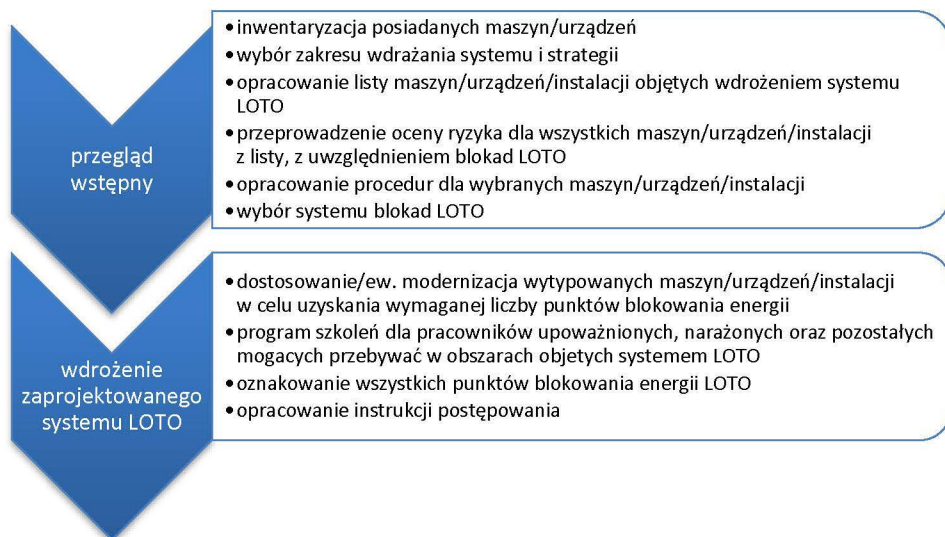 przegląd
wstępny
• inwentaryzacja posiadanych maszyn/urządzeń
• wybór zakresu wdrażania systemu i strategii
• opracowanie listy maszyn/urządzeń/instalacji objętych wdrożeniem systemu
LOTO
• przeprowadzenie oceny ryzyka dla wszystkich maszyn/urządzeń/instalacji
z listy, z uwzględnieniem blokad LOTO
• opracowanie procedur dla wybranych maszyn/urządzeń/instalacji
• wybór systemu blokad LOTO
wdrożenie
zaprojektowanego
systemu LOTO
• dostosowanie/ew. modernizacja wytypowanych maszyn/urządzeń/instalacji
w celu uzyskania wymaganej liczby punktów blokowania energii
• program szkoleń dla pracowników upoważnionych, narażonych oraz pozostałych
mogacych przebywać w obszarach objetych systemem LOTO
• oznakowanie wszystkich punktów blokowania energii LOTO
• opracowanie instrukcji postępowania